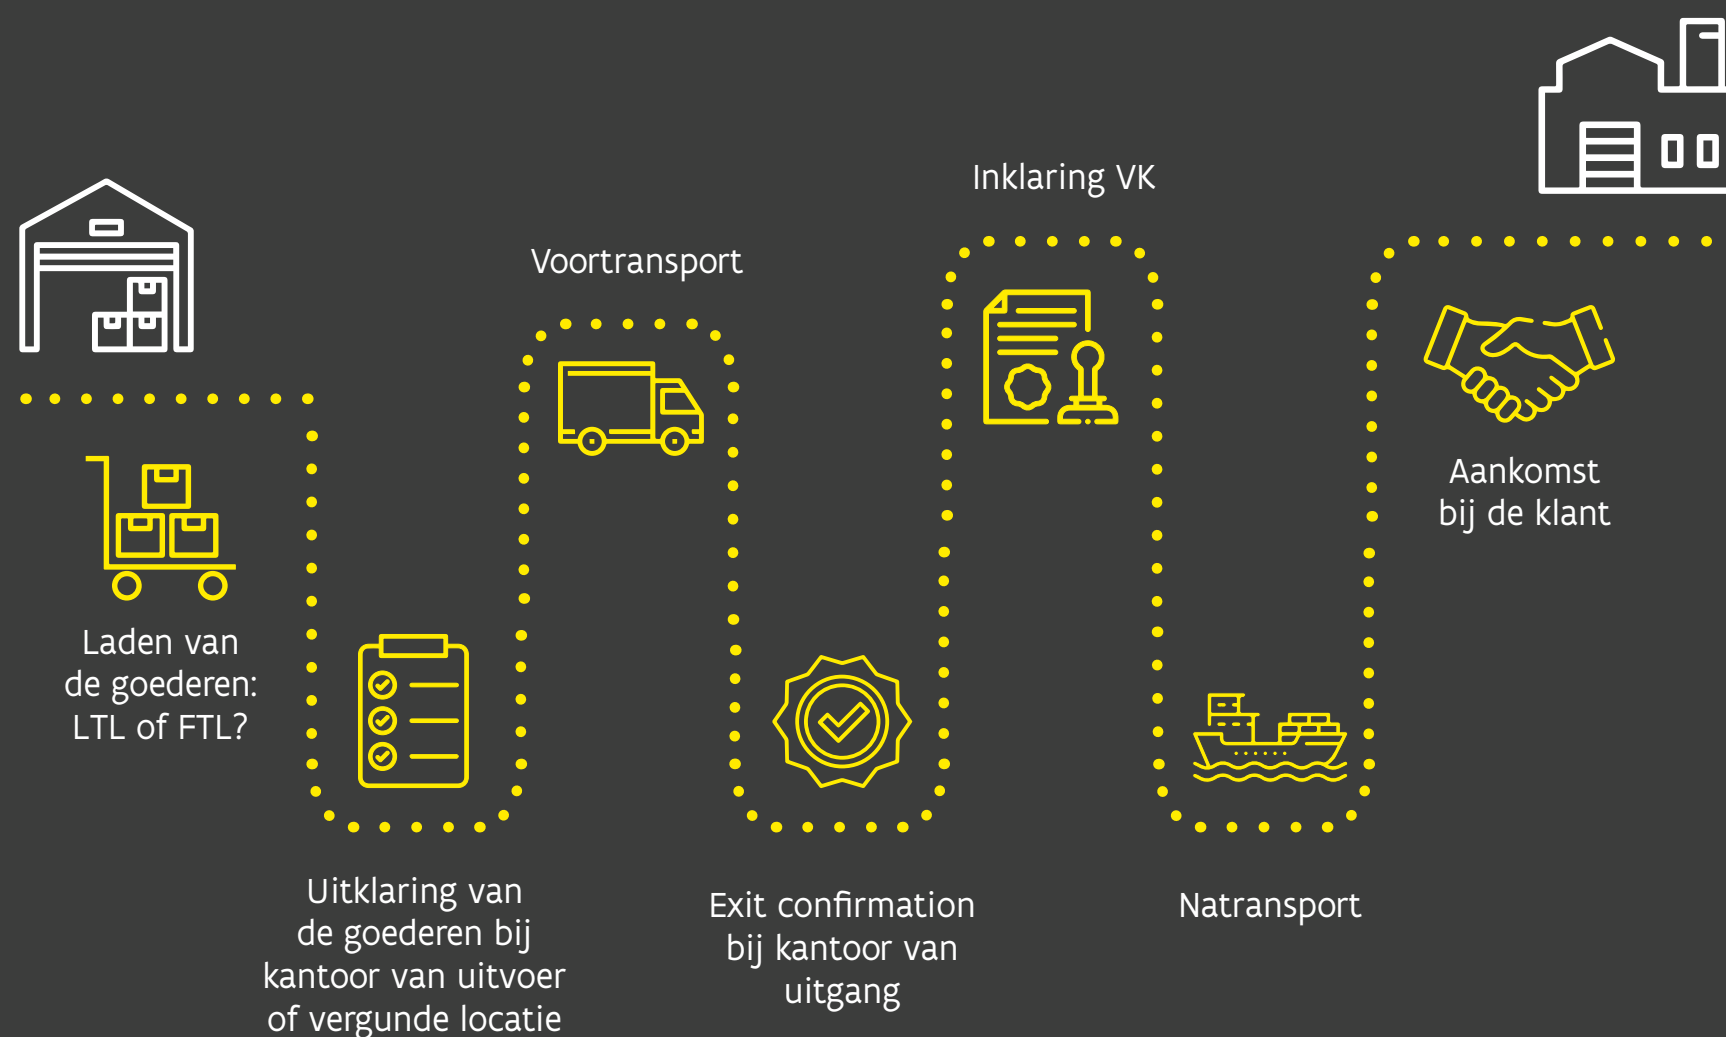 Laden van
de goederen:
LTL of FTL?
Uitklaring van
de goederen bij
kantoor van uitvoer
of vergunde locatie
Voortransport
Exit confirmation
bij kantoor van
uitgang
Inklaring VK
Natransport
Aankomst
bij de klant